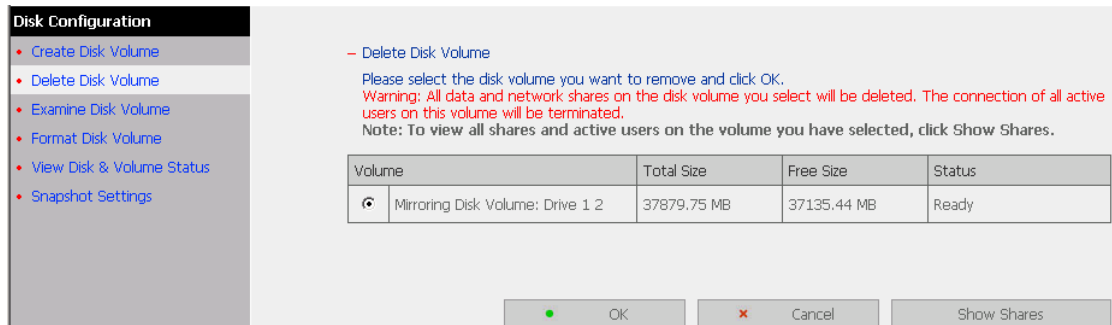 Disk Configuration
Create Disk Volume
Delete Disk Volume
Examine Disk Volume
Format Disk Volume
View Disk & Volume Status
Snapshot Settings
– Delete Disk Volume
Please select the disk volume you want to remove and click OK.
Warning: All data and network shares on the disk volume you select will be deleted. The connection of all active
users on this volume will be terminated.
Note: To view all shares and active users on the volume you have selected, click Show Shares.
Volume Total Size Free Size Status
Mirroring Disk Volume: Drive 1 2 37879.75 MB 37135.44 MB Ready
OK Cancel Show Shares